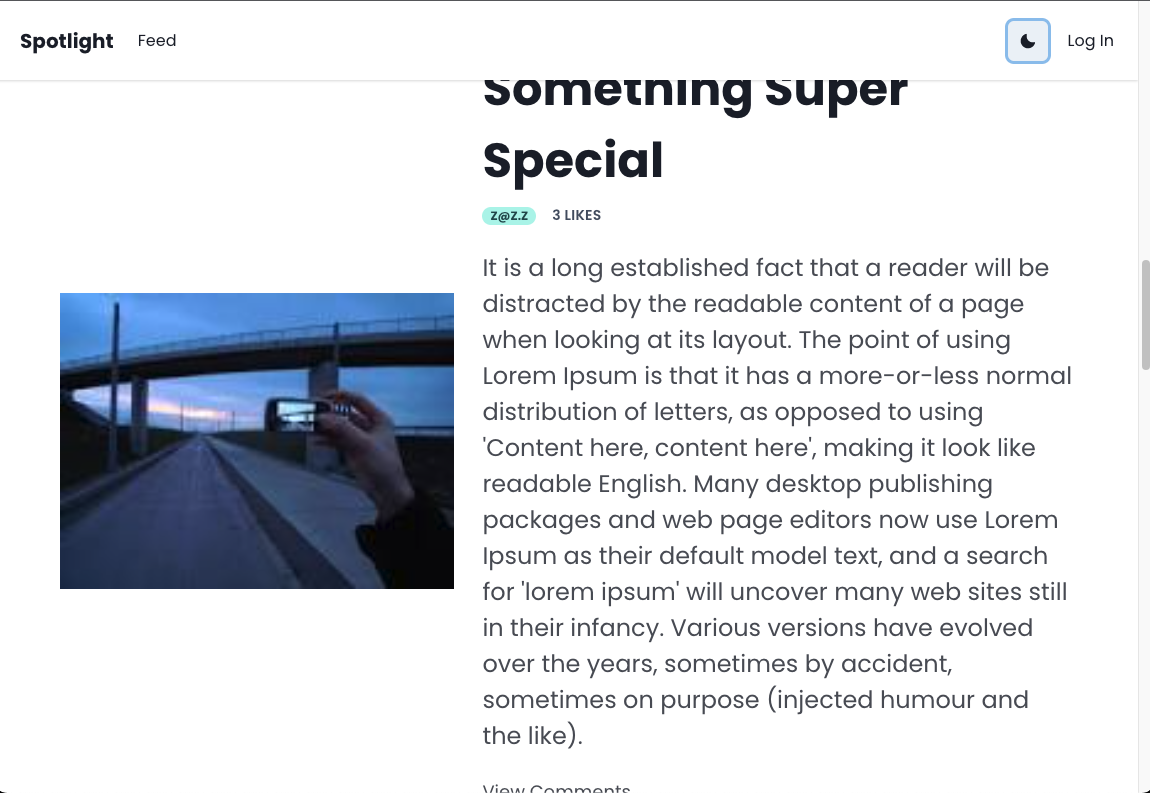 Spotlight Feed Log In
Something Super
Special
Z@Z.Z 3 LIKES
It is a long established fact that a reader will be
distracted by the readable content of a page
when looking at its layout. The point of using
Lorem Ipsum is that it has a more-or-less normal
distribution of letters, as opposed to using
'Content here, content here', making it look like
readable English. Many desktop publishing
packages and web page editors now use Lorem
Ipsum as their default model text, and a search
for 'lorem ipsum' will uncover many web sites still
in their infancy. Various versions have evolved
over the years, sometimes by accident,
sometimes on purpose (injected humour and
the like).
View Comments